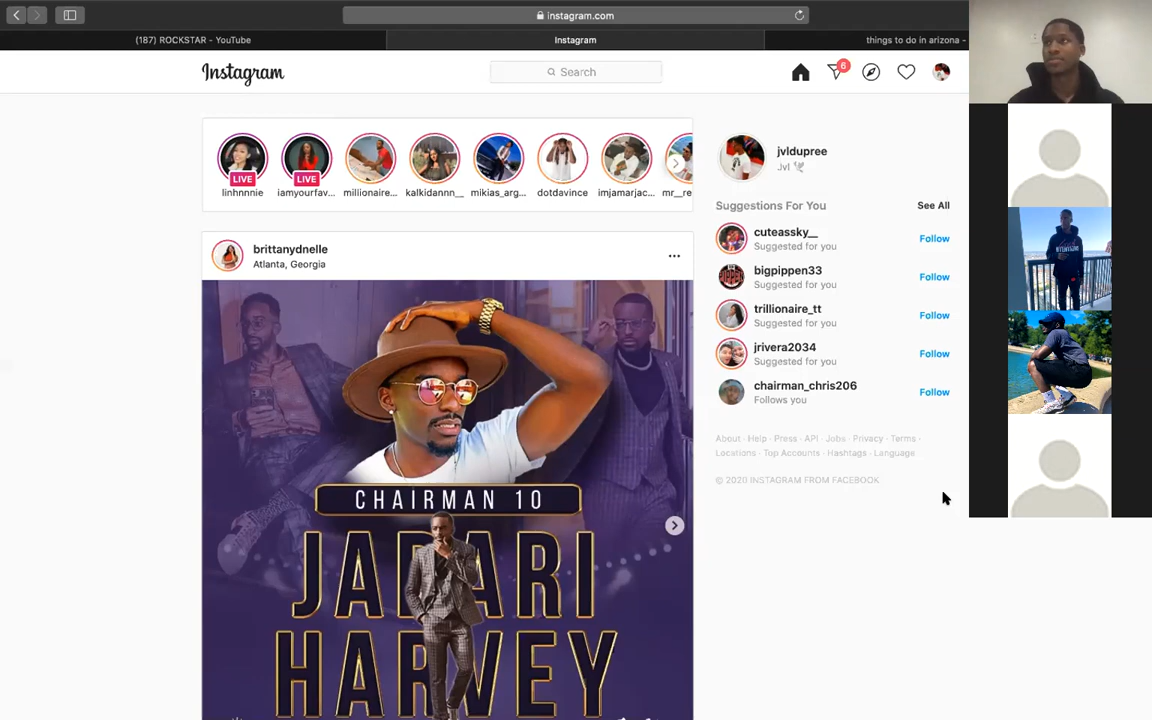 instagram.com
(187) ROCKSTAR - YouTube
Instagram
things to do in arizona -
Instagram
Search
6
LIVE
LIVE
linhnnnie
iamyourfav...
millionaire...
kalkidannn__
mikias_arg...
dotdavince
imjamarjac...
mr__re
jvldupree
Jvl
Suggestions For You
See All
cuteassky__
Suggested for you
Follow
bigpippen33
Suggested for you
Follow
trillionaire_tt
Suggested for you
Follow
jrivera2034
Suggested for you
Follow
chairman_chris206
Follows you
Follow
About · Help · Press · API · Jobs · Privacy · Terms ·
Locations · Top Accounts · Hashtags · Language
© 2020 INSTAGRAM FROM FACEBOOK
brittanydnelle
Atlanta, Georgia
CHAIRMAN 10
JABARI
HARVEY